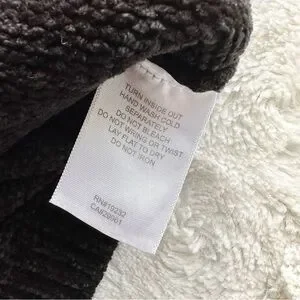 TURN INSIDE OUT
HAND WASH COLD
SEPARATELY
DO NOT BLEACH
DO NOT WRING OR TWIST
LAY FLAT TO DRY
DO NOT IRON
RN#19232
CA#20961